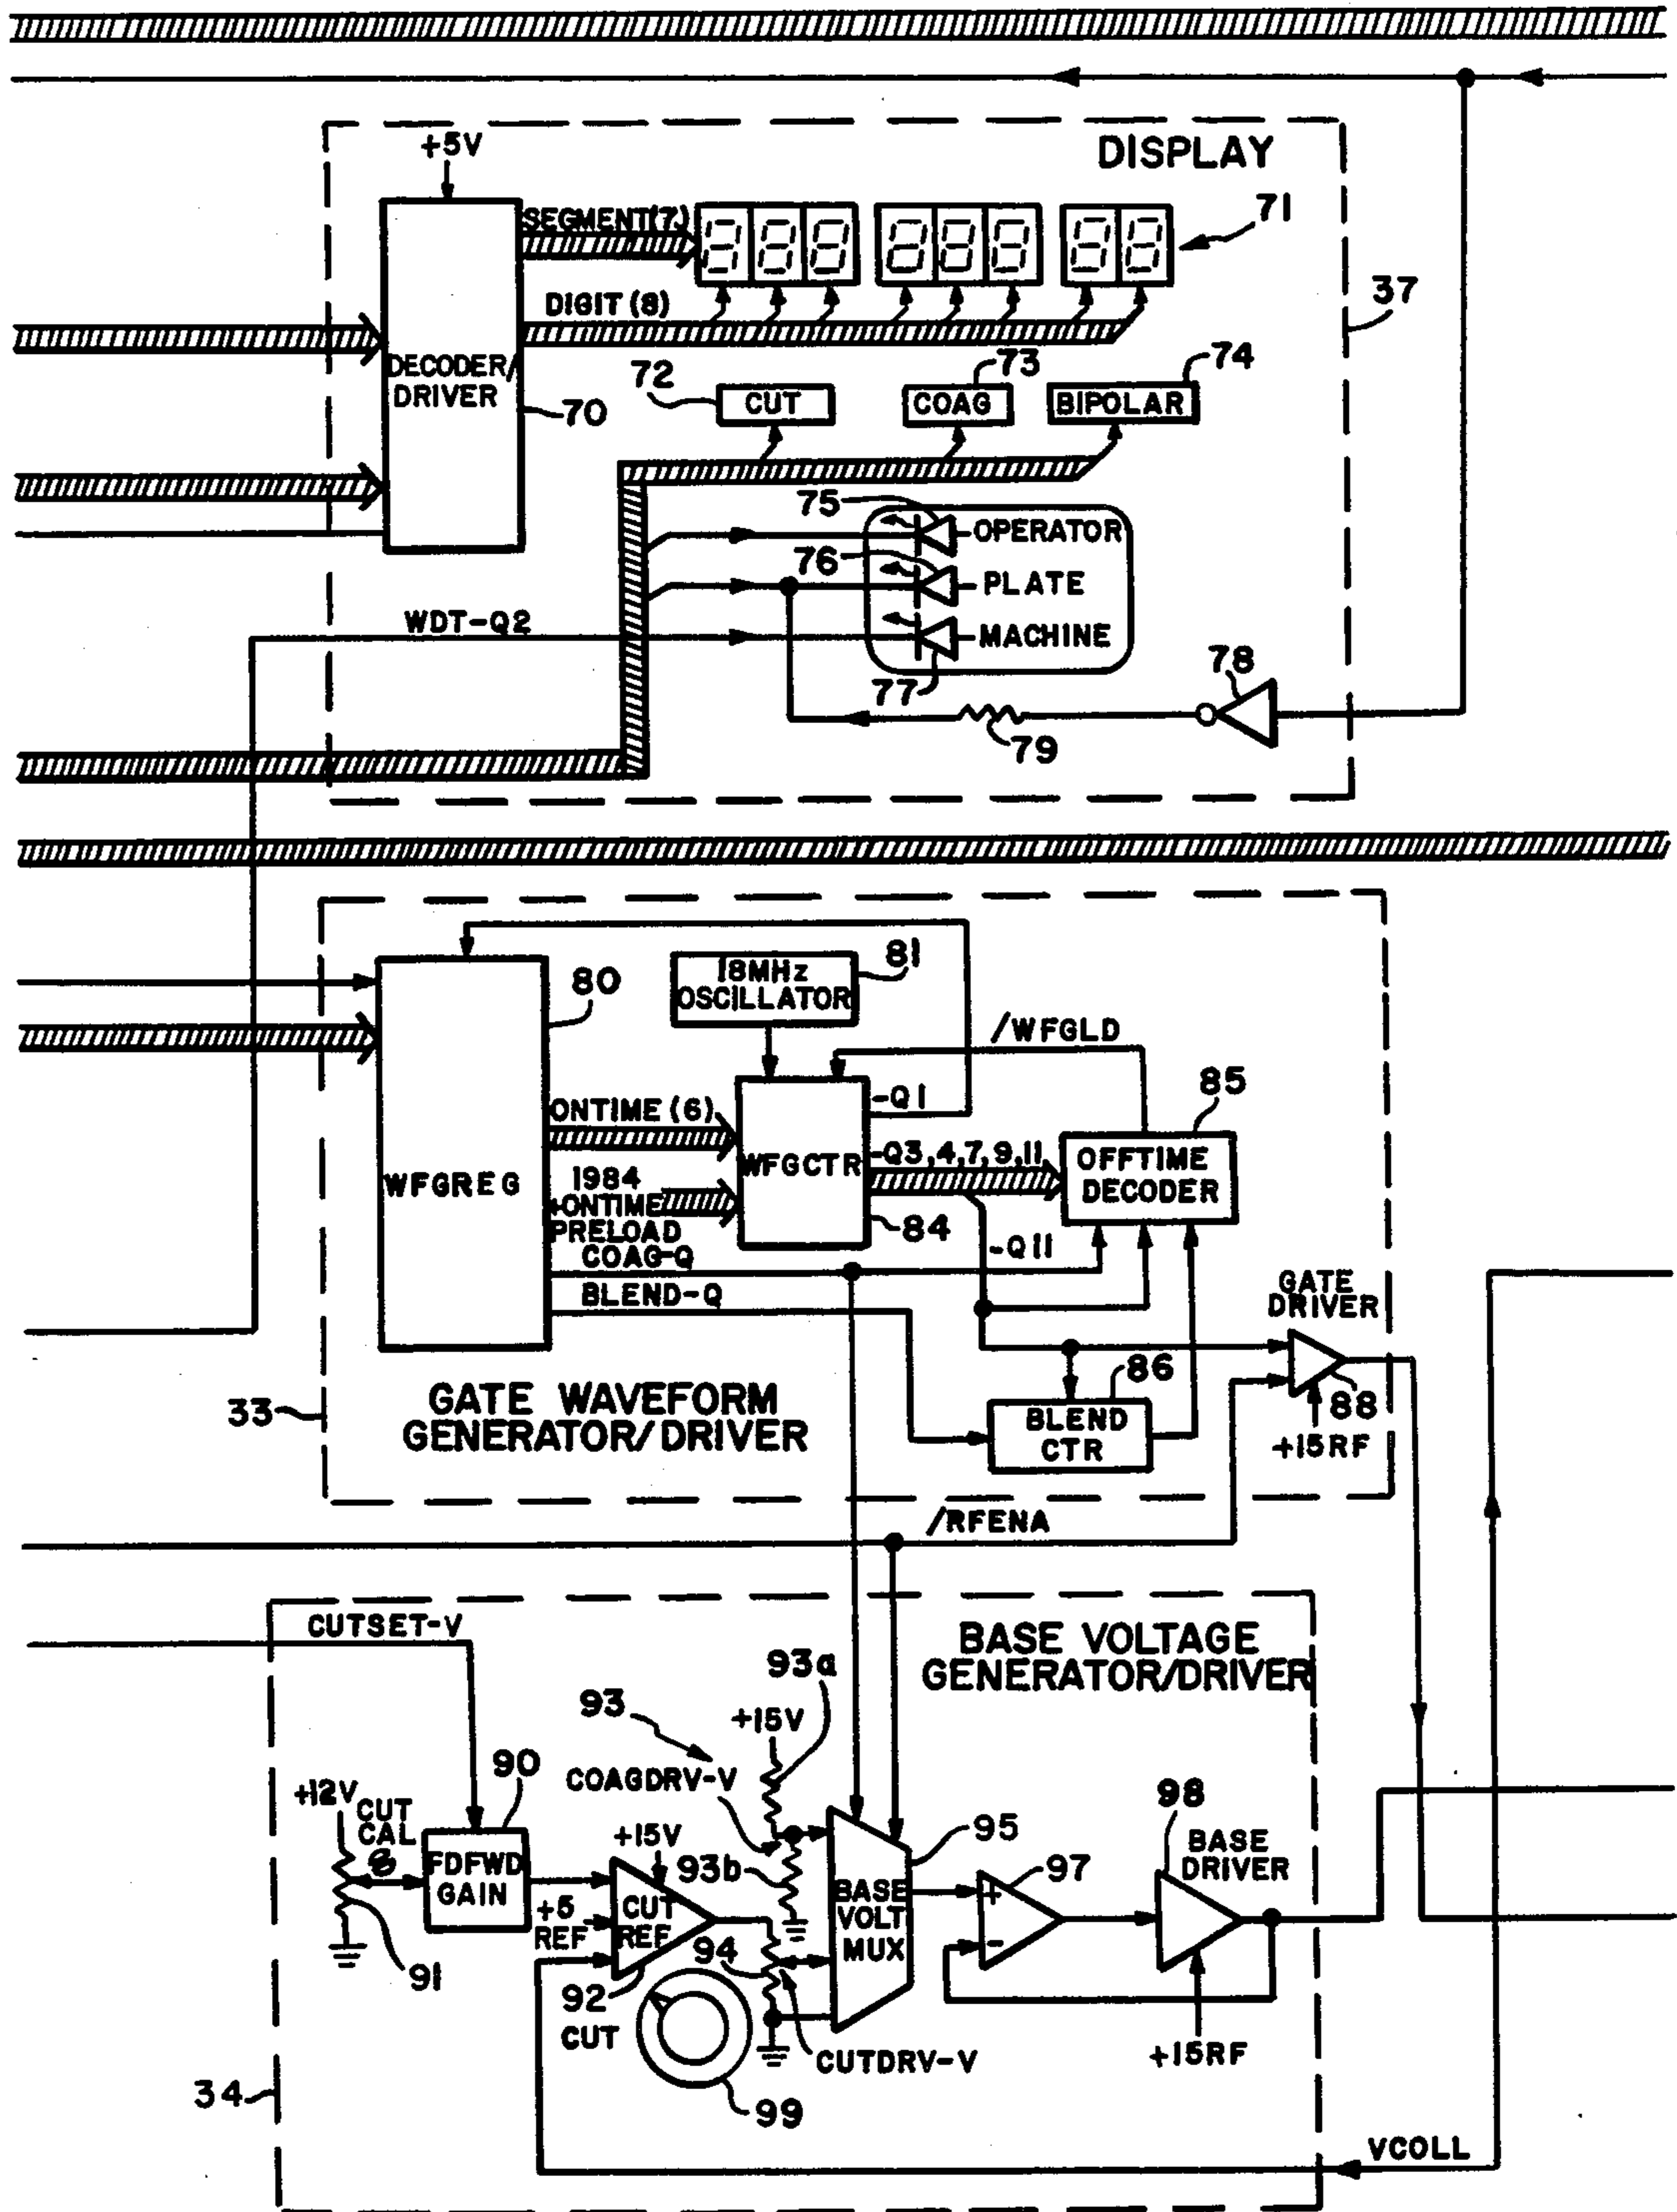 DISPLAY
+5V
SEGMENT(7)
71
DIGIT (8)
37
DECODER/
DRIVER
70
72
CUT
73
COAG
74
BIPOLAR
75
OPERATOR
76
PLATE
WDT-Q2
MACHINE
77
78
79
80
18MHz
OSCILLATOR
81
/WFGLD
ONTIME (6)
-Q1
85
WFGREG
1984
+ONTIME
PRELOAD
WFGCTR
-Q3,4,7,9,11
OFFTIME
DECODER
84
COAG-Q
-Q11
BLEND-Q
GATE
DRIVER
86
88
33
GATE WAVEFORM
GENERATOR/DRIVER
BLEND
CTR
+15RF
/RFENA
CUTSET-V
BASE VOLTAGE
GENERATOR/DRIVER
93a
93
+15V
90
COAGDRV-V
98
+12V
CUT
CAL
8
FDFWD
GAIN
+15V
93b
95
BASE
DRIVER
97
+5
REF
CUT
REF
BASE
VOLT
MUX
+
-
91
94
92
CUT
CUTDRV-V
+15RF
34
99
VCOLL